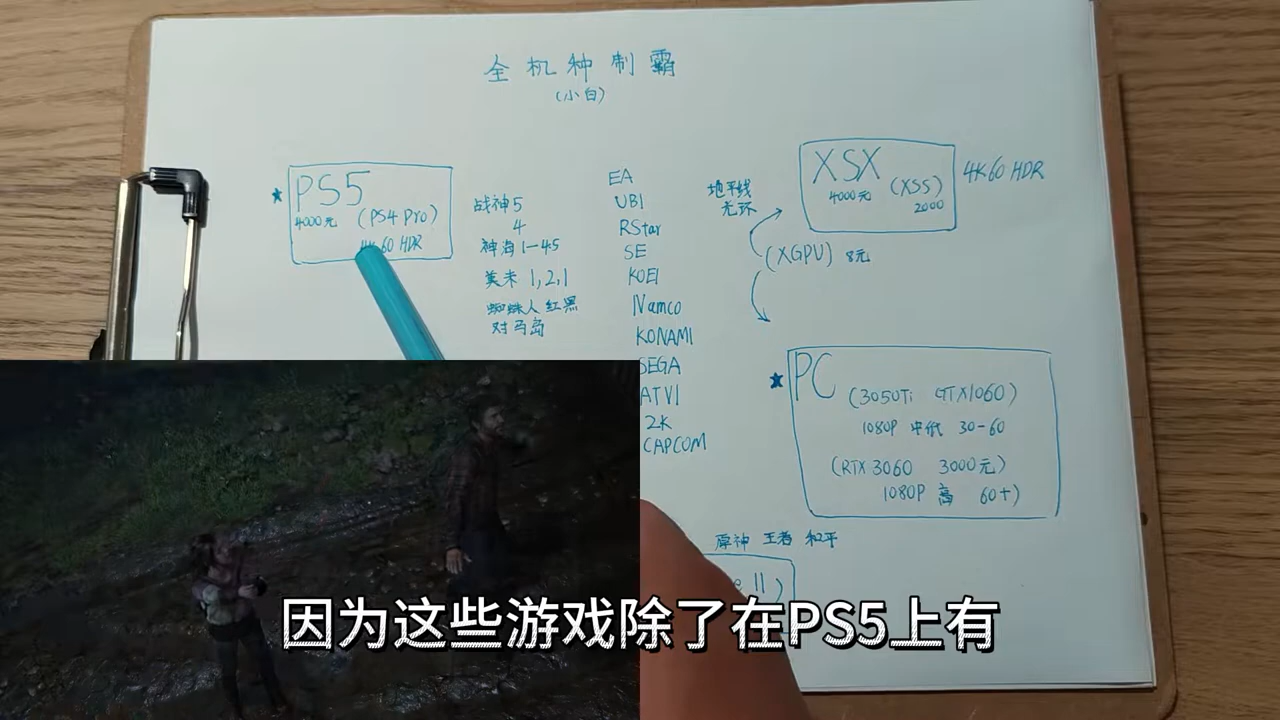 全机种制霸
(小白)
PS5
4000元 (PS4 Pro)
4K 60 HDR
战神5
4
神海1-4 5
美末 1,2,1
蜘蛛人 红黑
对马岛
EA
UBI
RStar
SE
KOEI
Namco
KONAMI
SEGA
ATVI
2K
CAPCOM
地平线
光环
XSX
4000元 (XSS)
2000
4K 60 HDR
(XGPU) 8元
PC
(3050Ti GTX1060)
1080P 中低 30-60
(RTX 3060 3000元)
1080P 高 60+)
原神 王者 和平
e 11)
因为这些游戏除了在PS5上有